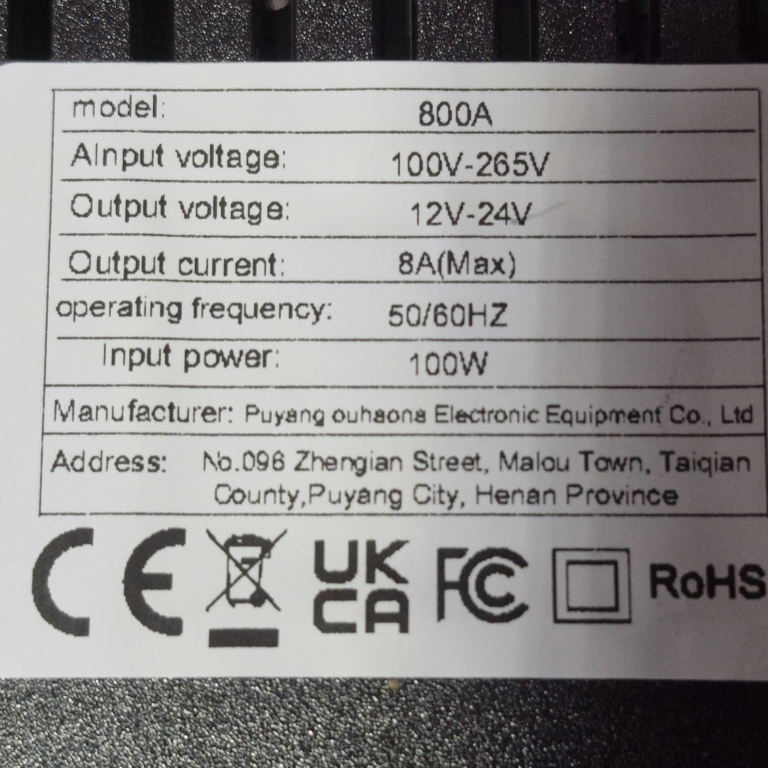 model: 800A
AInput voltage: 100V-265V
Output voltage: 12V-24V
Output current: 8A(Max)
operating frequency: 50/60HZ
Input power: 100W
Manufacturer: Puyang ouhaona Electronic Equipment Co., Ltd
Address: No.096 Zhengian Street, Malou Town, Taiqian
County,Puyang City, Henan Province
CE UK CA FC RoHS